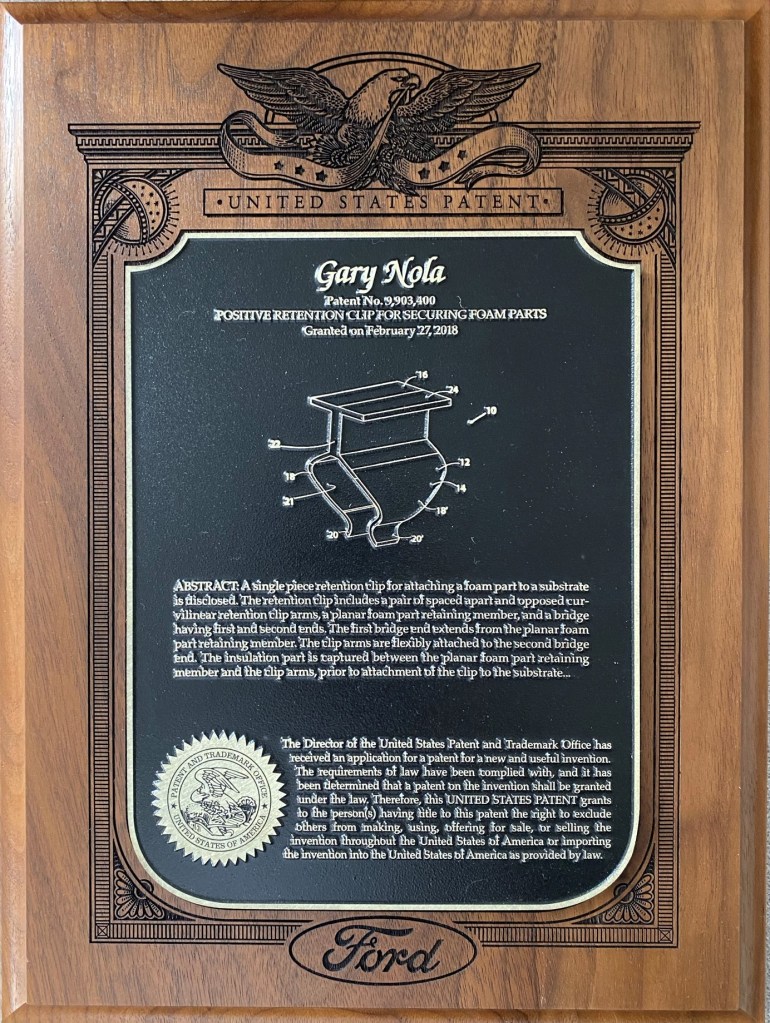 ·UNITED STATES PATENT·
Gary Nola
Patent No. 9,903,400
POSITIVE RETENTION CLIP FOR SECURING FOAM PARTS
Granted on February 27, 2018
16
24
10
22
12
18
14
21
18'
20
20'
ABSTRACT: A single piece retention clip for attaching a foam part to a substrate
is disclosed. The retention clip includes a pair of spaced apart and opposed cur-
vilinear retention clip arms, a planar foam part retaining member, and a bridge
having first and second ends. The first bridge end extends from the planar foam
part retaining member. The clip arms are flexibly attached to the second bridge
end. The insulation part is captured between the planar foam part retaining
member and the clip arms, prior to attachment of the clip to the substrate...
The Director of the United States Patent and Trademark Office has
received an application for a patent for a new and useful invention.
The requirements of law have been complied with, and it has
been determined that a patent on the invention shall be granted
under the law. Therefore, this UNITED STATES PATENT grants
to the person(s) having title to this patent the right to exclude
others from making, using, offering for sale, or selling the
invention throughout the United States of America or importing
the invention into the United States of America as provided by law.
PATENT AND TRADEMARK OFFICE
UNITED STATES OF AMERICA
Ford